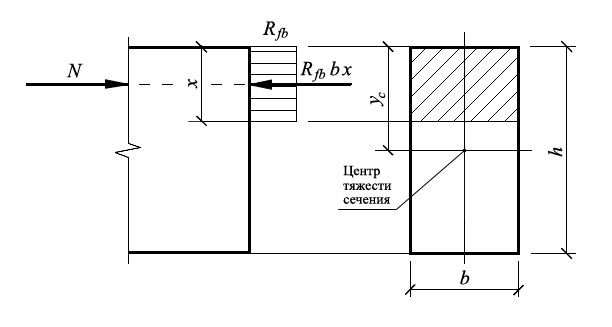 R_fb
N
x
R_fb b x
y_c
h
Центр
тяжести
сечения
b